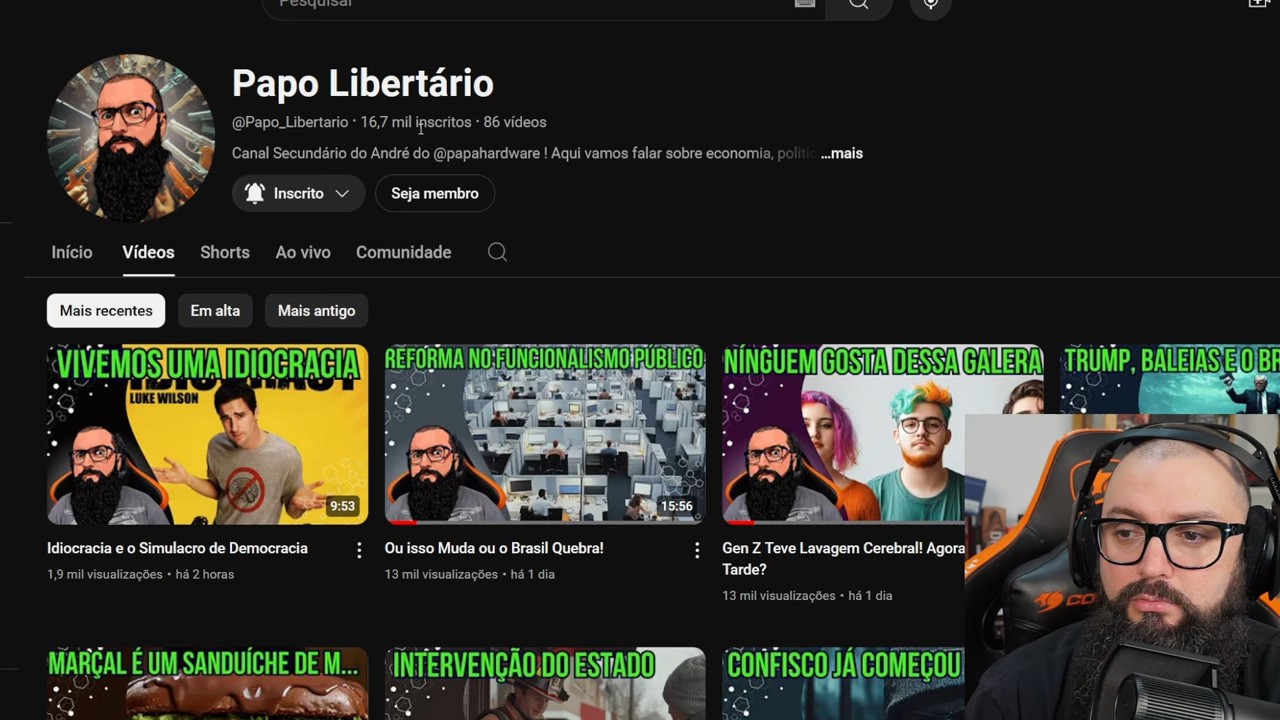 Pesquisar
Papo Libertário
@Papo_Libertario · 16,7 mil inscritos · 86 vídeos
Canal Secundário do André do @papahardware ! Aqui vamos falar sobre economia, politic ...mais
Inscrito
Seja membro
Início Vídeos Shorts Ao vivo Comunidade
Mais recentes Em alta Mais antigo
VIVEMOS UMA IDIOCRACIA
LUKE WILSON
9:53
Idiocracia e o Simulacro de Democracia
1,9 mil visualizações • há 2 horas
REFORMA NO FUNCIONALISMO PÚBLICO
15:56
Ou isso Muda ou o Brasil Quebra!
13 mil visualizações • há 1 dia
NÍNGUEM GOSTA DESSA GALERA
Gen Z Teve Lavagem Cerebral! Agora
Tarde?
13 mil visualizações • há 1 dia
TRUMP, BALEIAS E O BR
MARÇAL É UM SANDUÍCHE DE M...
INTERVENÇÃO DO ESTADO
CONFISCO JÁ COMEÇOU